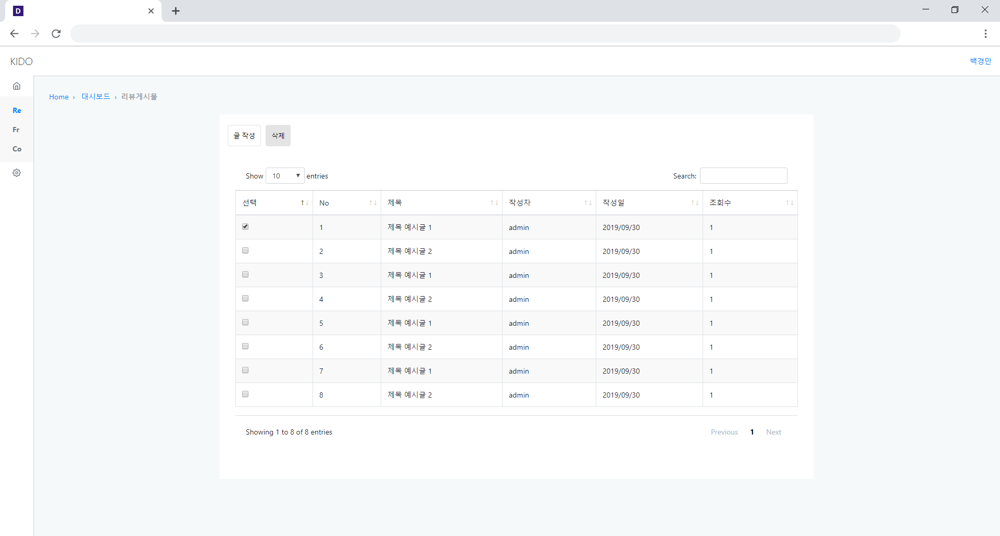 D
KIDO
백경만
Home › 대시보드 › 리뷰게시물
Re
Fr
Co
글 작성 삭제
Show 10 entries Search:
선택 No 제목 작성자 작성일 조회수
1 제목 예시글 1 admin 2019/09/30 1
2 제목 예시글 2 admin 2019/09/30 1
3 제목 예시글 1 admin 2019/09/30 1
4 제목 예시글 2 admin 2019/09/30 1
5 제목 예시글 1 admin 2019/09/30 1
6 제목 예시글 2 admin 2019/09/30 1
7 제목 예시글 1 admin 2019/09/30 1
8 제목 예시글 2 admin 2019/09/30 1
Showing 1 to 8 of 8 entries Previous 1 Next